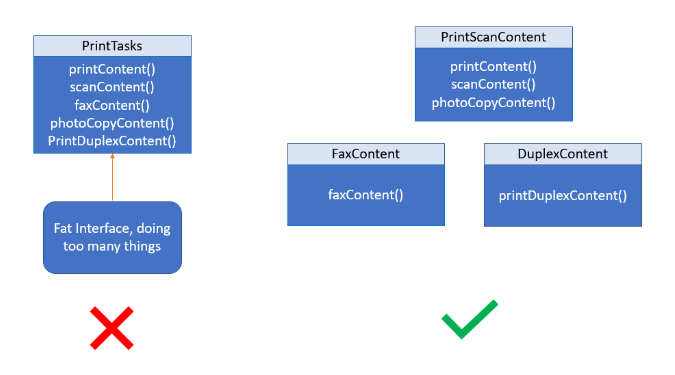 PrintTasks
printContent()
scanContent()
faxContent()
photoCopyContent()
PrintDuplexContent()
Fat Interface, doing
too many things
PrintScanContent
printContent()
scanContent()
photoCopyContent()
FaxContent
faxContent()
DuplexContent
printDuplexContent()